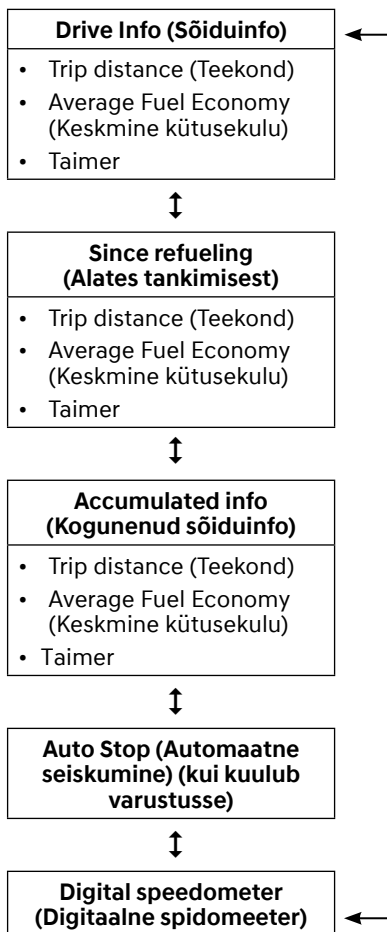 Drive Info (Sõiduinfo)
• Trip distance (Teekond)
• Average Fuel Economy
(Keskmine kütusekulu)
• Taimer
Since refueling
(Alates tankimisest)
• Trip distance (Teekond)
• Average Fuel Economy
(Keskmine kütusekulu)
• Taimer
Accumulated info
(Kogunenud sõiduinfo)
• Trip distance (Teekond)
• Average Fuel Economy
(Keskmine kütusekulu)
• Taimer
Auto Stop (Automaatne
seiskumine) (kui kuulub
varustusse)
Digital speedometer
(Digitaalne spidomeeter)